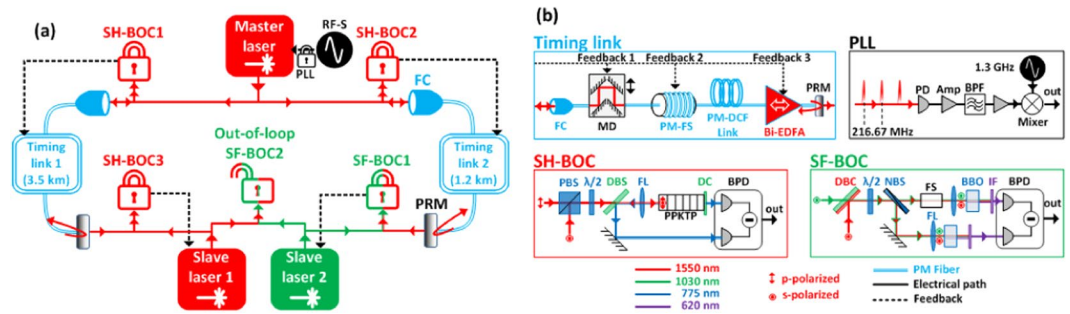 (a)
SH-BOC1
Master
laser
RF-S
PLL
SH-BOC2
FC
Timing
link 1
(3.5 km)
Out-of-loop
SF-BOC2
SH-BOC3
SF-BOC1
Timing
link 2
(1.2 km)
PRM
Slave
laser 1
Slave
laser 2
(b)
Timing link
Feedback 1
Feedback 2
Feedback 3
FC
MD
PM-FS
PM-DCF
Link
Bi-EDFA
PRM
PLL
1.3 GHz
PD
Amp
BPF
out
Mixer
216.67 MHz
SH-BOC
PBS
λ/2
DBS
FL
PPKTP
DC
BPD
out
SF-BOC
DBC
λ/2
NBS
FS
FL
BBO
IF
BPD
out
1550 nm
1030 nm
775 nm
620 nm
p-polarized
s-polarized
PM Fiber
Electrical path
Feedback